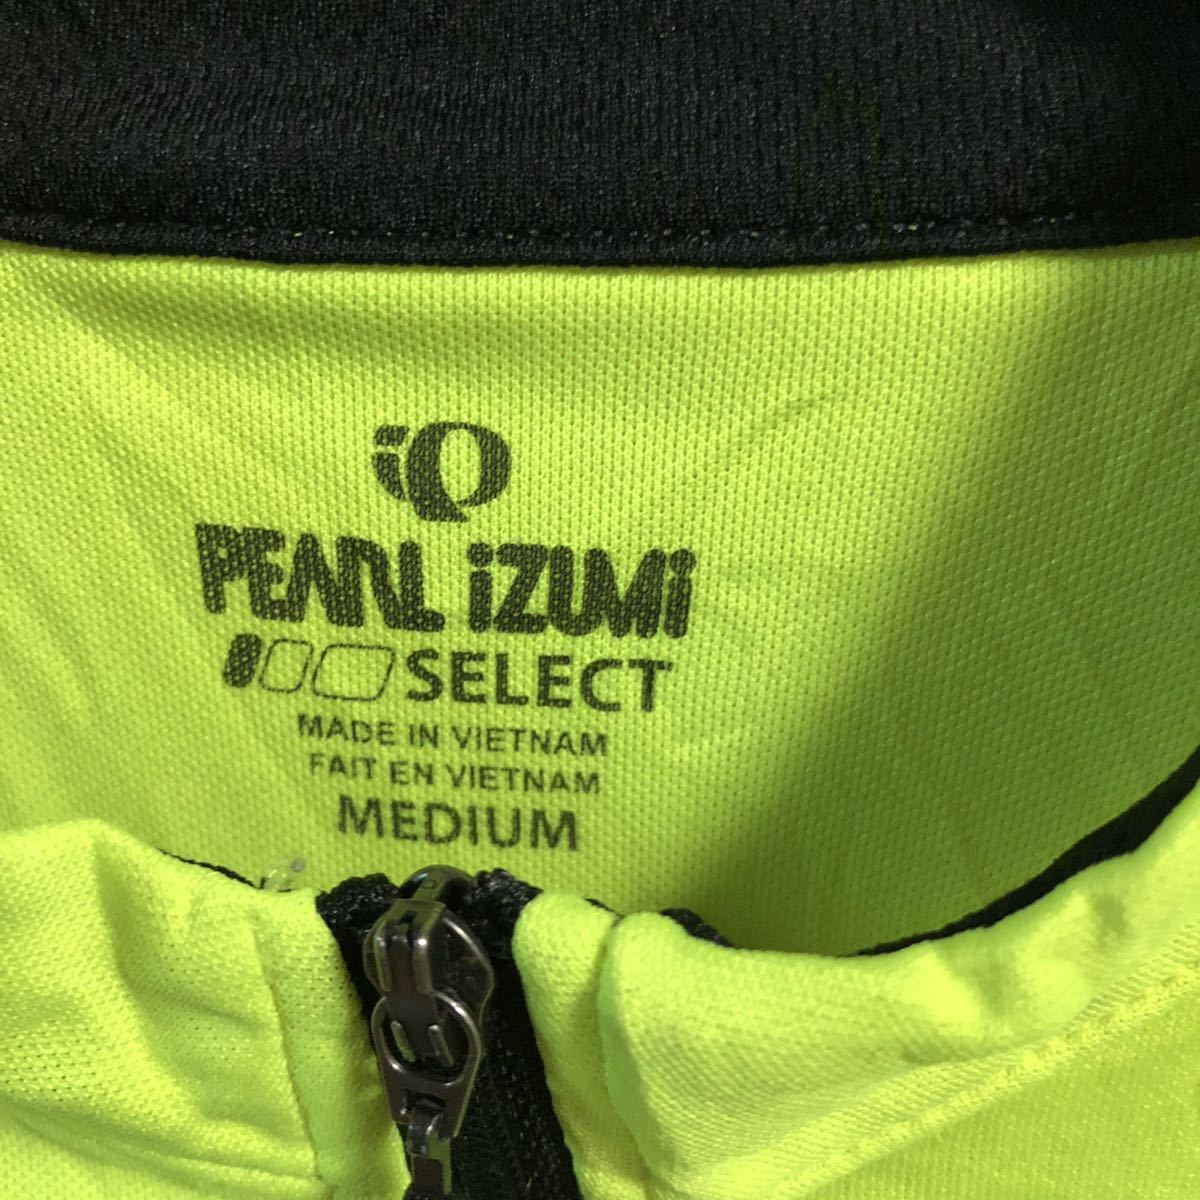 iQ
PEARL iZUMi
SELECT
MADE IN VIETNAM
FAIT EN VIETNAM
MEDIUM